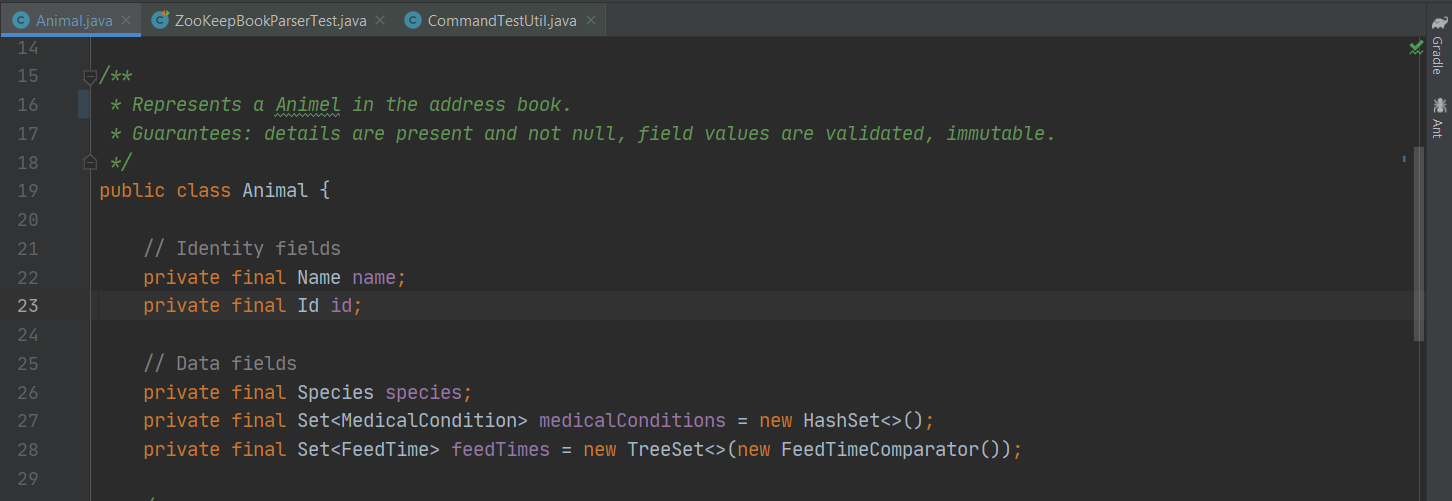 Animal.java
ZooKeepBookParserTest.java
CommandTestUtil.java
14
15 /**
16 * Represents a Animel in the address book.
17 * Guarantees: details are present and not null, field values are validated, immutable.
18 */
19 public class Animal {
20
21 // Identity fields
22 private final Name name;
23 private final Id id;
24
25 // Data fields
26 private final Species species;
27 private final Set<MedicalCondition> medicalConditions = new HashSet<>();
28 private final Set<FeedTime> feedTimes = new TreeSet<>(new FeedTimeComparator());
29
Gradle
Ant